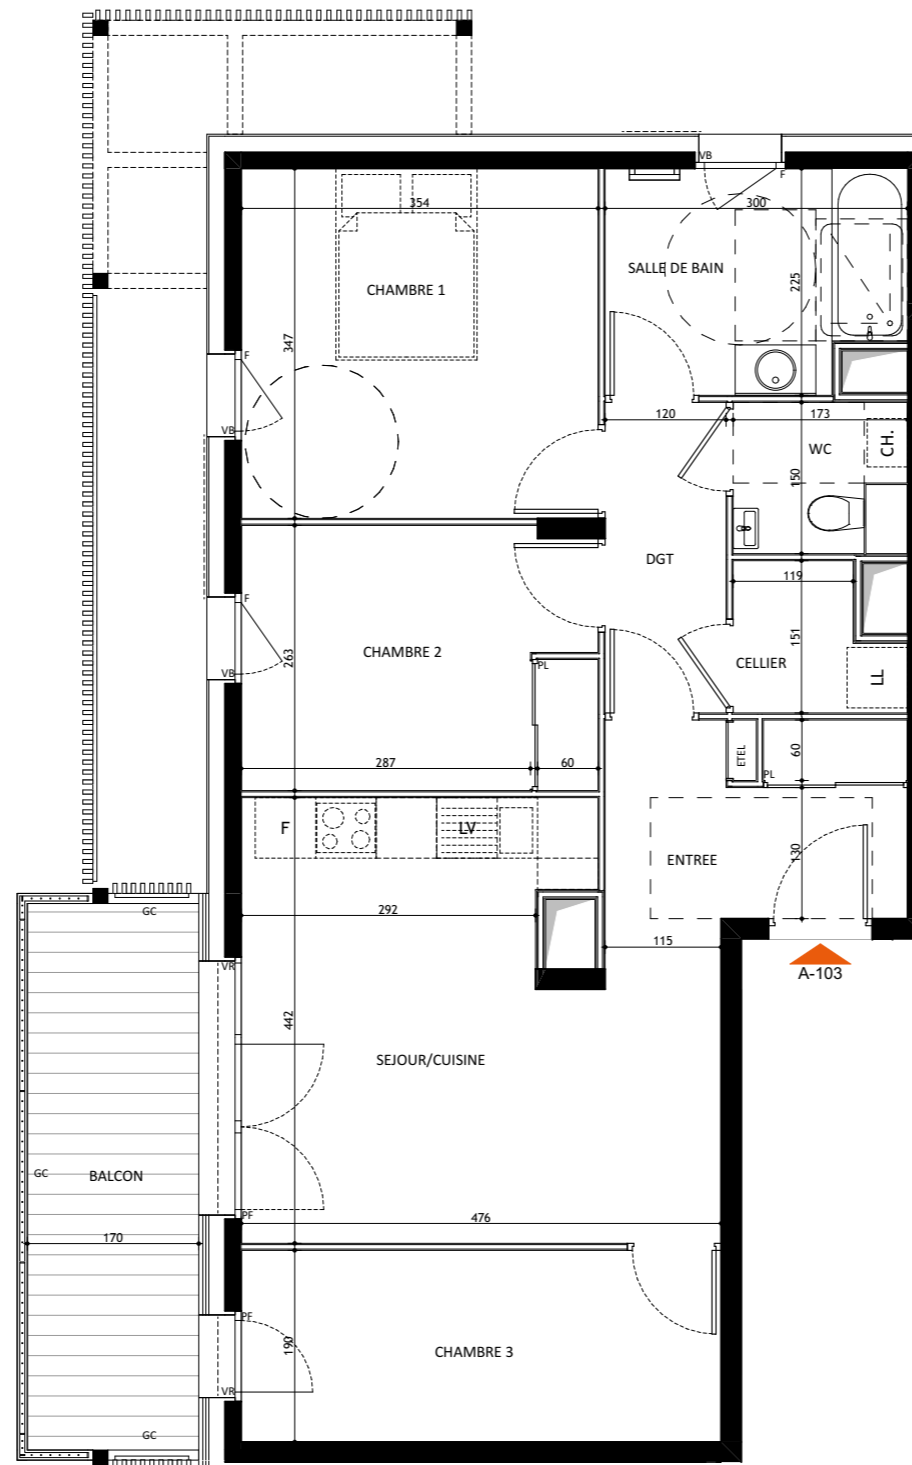 VB
F
354
300
SALLE DE BAIN
CHAMBRE 1
225
347
F
VB
120
173
WC
CH.
150
DGT
119
F
263
CHAMBRE 2
151
CELLIER
LL
VB
PL
287
60
ETEL
60
PL
F
LV
ENTREE
130
292
GC
115
VR
A-103
442
SEJOUR/CUISINE
GC
BALCON
PF
476
170
PF
190
CHAMBRE 3
VR
GC